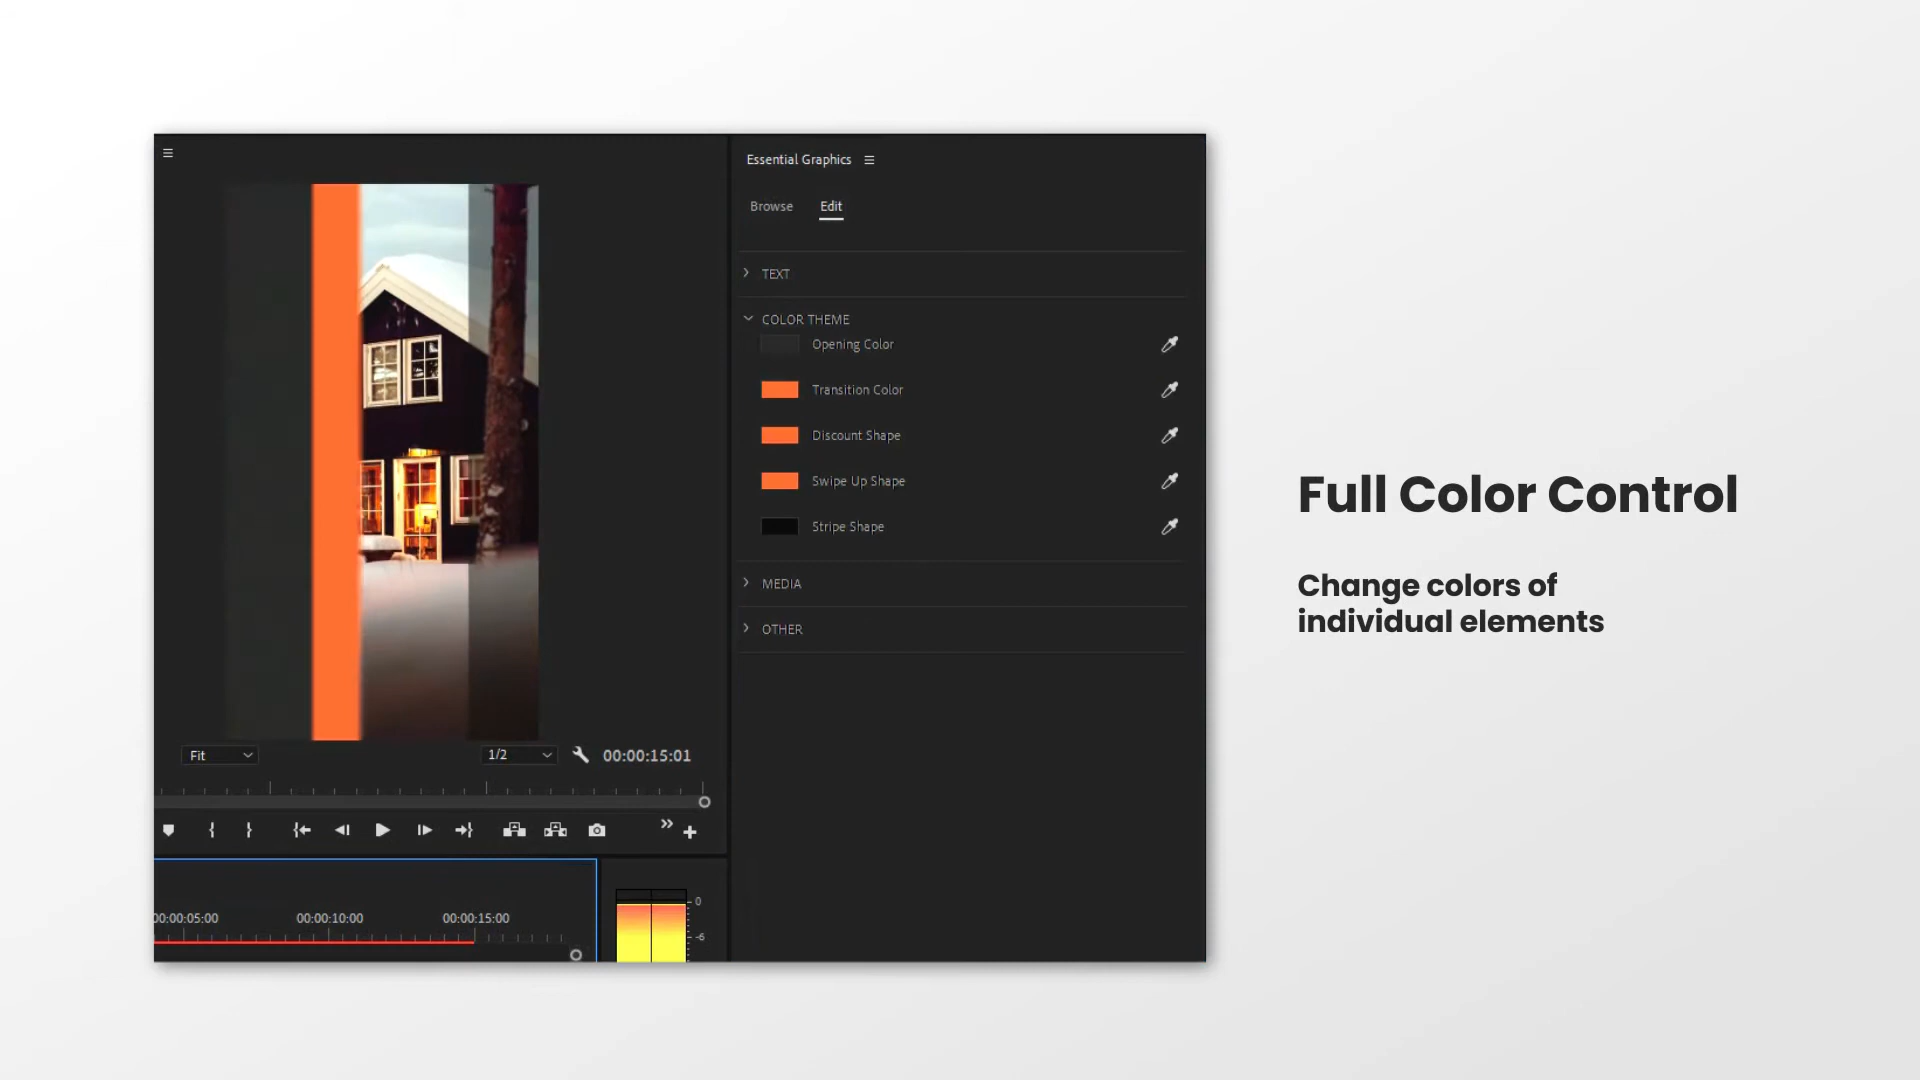 Essential Graphics
Browse Edit
TEXT
COLOR THEME
Opening Color
Transition Color
Discount Shape
Swipe Up Shape
Stripe Shape
MEDIA
OTHER
Fit
1/2
00:00:15:01
00:00:05:00
00:00:10:00
00:00:15:00
0
-6
Full Color Control
Change colors of
individual elements